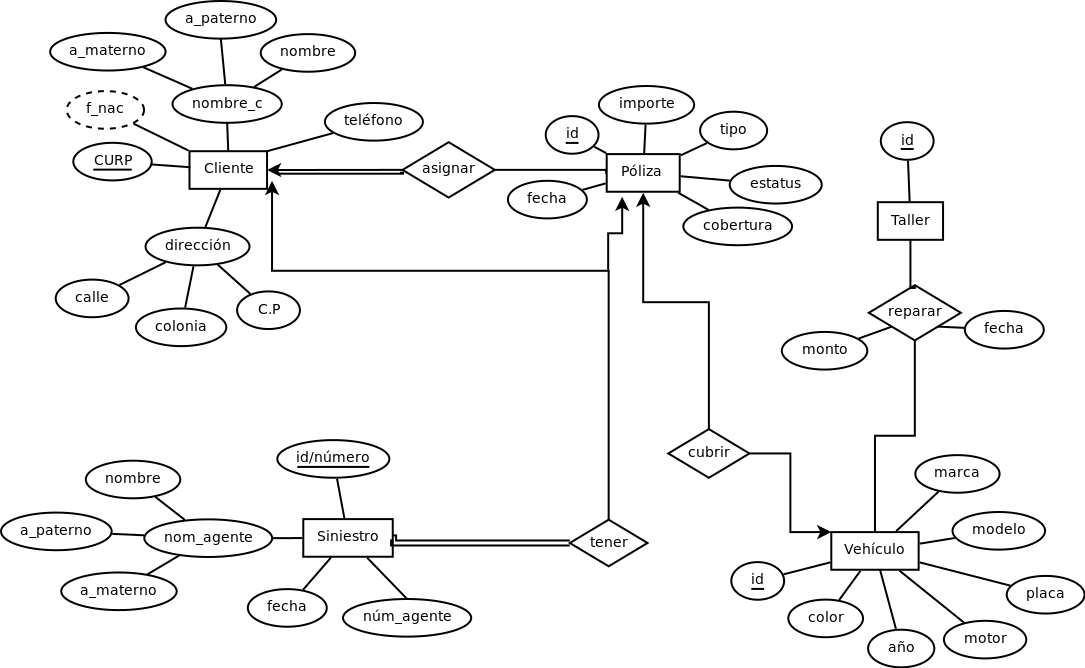 a_paterno
a_materno
nombre
nombre_c
f_nac
teléfono
CURP
Cliente
dirección
calle
colonia
C.P
asignar
importe
id
tipo
Póliza
estatus
fecha
cobertura
id
Taller
reparar
monto
fecha
cubrir
id/número
nombre
a_paterno
nom_agente
a_materno
Siniestro
fecha
núm_agente
tener
marca
modelo
Vehículo
id
placa
color
año
motor